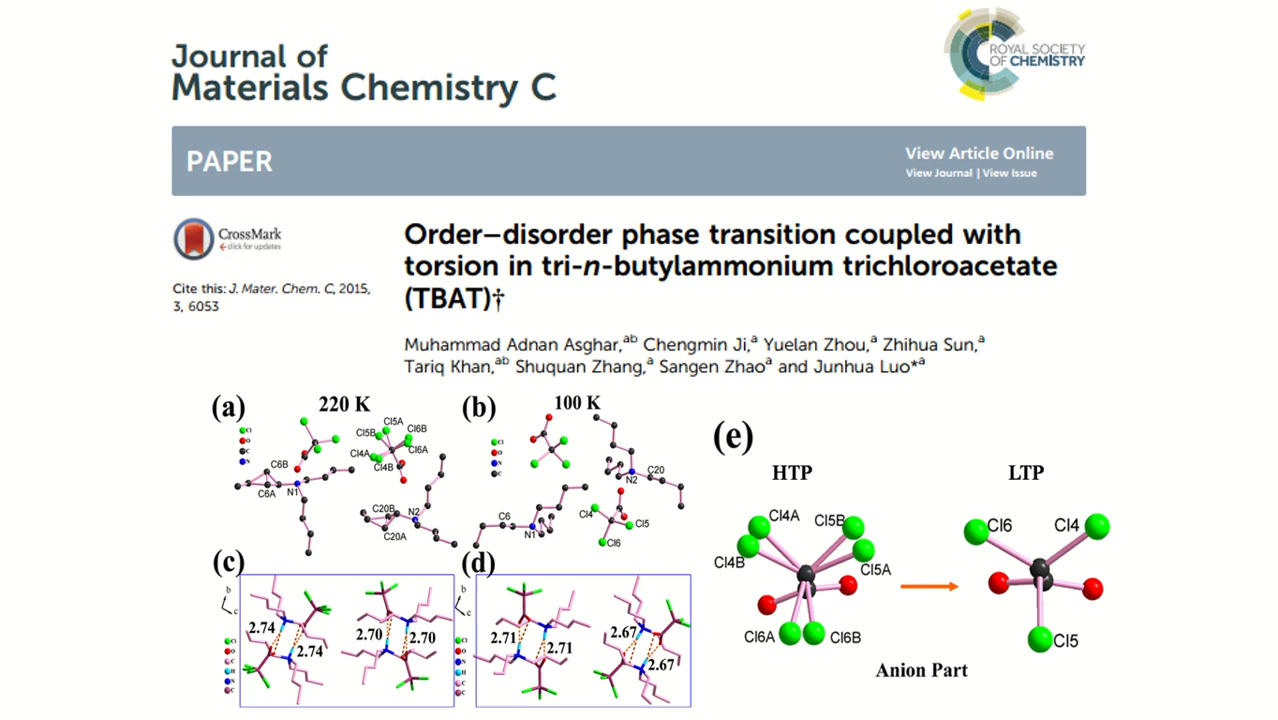 Journal of
Materials Chemistry C
ROYAL SOCIETY
OF CHEMISTRY
PAPER
View Article Online
View Journal | View Issue
CrossMark
click for updates
Cite this: J. Mater. Chem. C, 2015,
3, 6053
Order–disorder phase transition coupled with
torsion in tri-n-butylammonium trichloroacetate
(TBAT)†
Muhammad Adnan Asghar,ab Chengmin Ji,a Yuelan Zhou,a Zhihua Sun,a
Tariq Khan,ab Shuquan Zhang,a Sangen Zhaoa and Junhua Luo*a
(a)
220 K
Cl
O
C
N
Cl5A
Cl5B
Cl6B
Cl4A
Cl6A
Cl4B
C6B
C6A
N1
C20B
N2
C20A
(b)
100 K
Cl
O
N
C
C20
N2
C6
N1
Cl4
Cl5
Cl6
(c)
b
c
2.74
2.74
2.70
2.70
Cl
O
C
H
N
C
(d)
b
c
2.71
2.71
2.67
2.67
Cl
O
N
H
C
C
(e)
HTP
LTP
Cl4A
Cl5B
Cl4B
Cl5A
Cl6A
Cl6B
Cl6
Cl4
Cl5
Anion Part